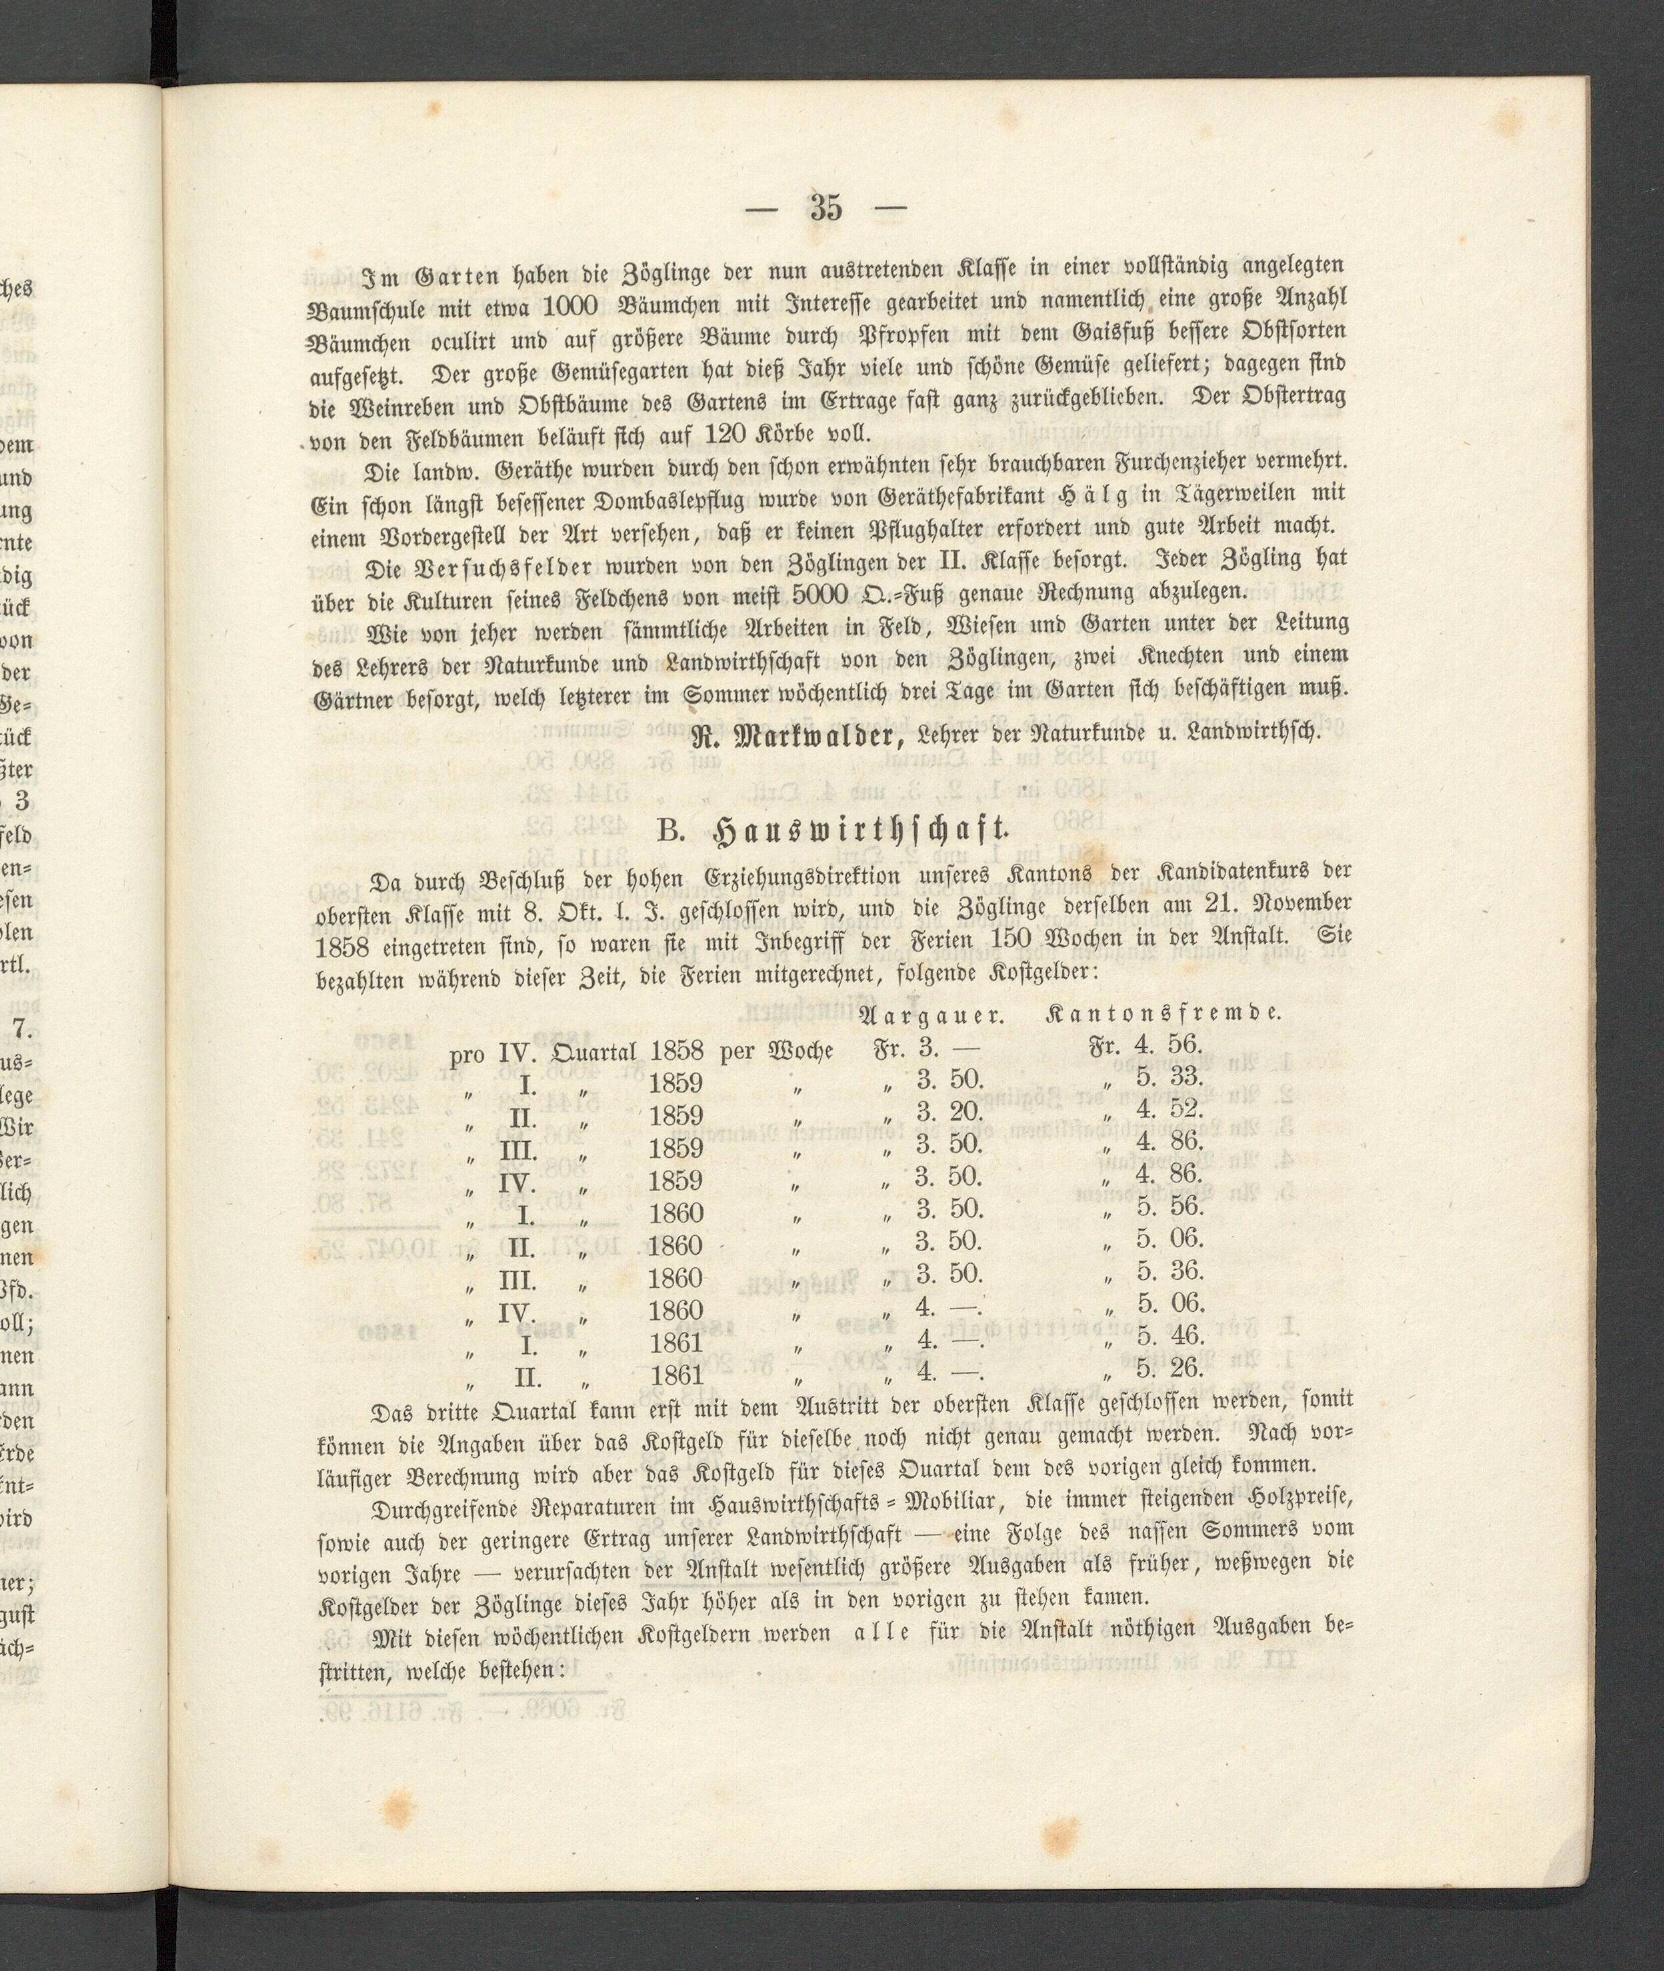 — 35 —
Im Garten haben die Zöglinge der nun austretenden Klasse in einer vollständig angelegten
Baumschule mit etwa 1000 Bäumchen mit Interesse gearbeitet und namentlich eine große Anzahl
Bäumchen oculirt und auf größere Bäume durch Pfropfen mit dem Gaisfuß bessere Obstsorten
aufgesetzt. Der große Gemüsegarten hat dieß Jahr viele und schöne Gemüse geliefert; dagegen sind
die Weinreben und Obstbäume des Gartens im Ertrage fast ganz zurückgeblieben. Der Obstertrag
von den Feldbäumen beläuft sich auf 120 Körbe voll.
Die landw. Geräthe wurden durch den schon erwähnten sehr brauchbaren Furchenzieher vermehrt.
Ein schon längst besessener Dombaslepflug wurde von Geräthefabrikant Hälg in Tägerweilen mit
einem Vordergestell der Art versehen, daß er keinen Pflughalter erfordert und gute Arbeit macht.
Die Versuchsfelder wurden von den Zöglingen der II. Klasse besorgt. Jeder Zögling hat
über die Kulturen seines Feldchens von meist 5000 Q.=Fuß genaue Rechnung abzulegen.
Wie von jeher werden sämmtliche Arbeiten in Feld, Wiesen und Garten unter der Leitung
des Lehrers der Naturkunde und Landwirthschaft von den Zöglingen, zwei Knechten und einem
Gärtner besorgt, welch letzterer im Sommer wöchentlich drei Tage im Garten sich beschäftigen muß.
R. Markwalder, Lehrer der Naturkunde u. Landwirthsch.
B. Hauswirthschaft.
Da durch Beschluß der hohen Erziehungsdirektion unseres Kantons der Kandidatenkurs der
obersten Klasse mit 8. Okt. l. J. geschlossen wird, und die Zöglinge derselben am 21. November
1858 eingetreten sind, so waren sie mit Inbegriff der Ferien 150 Wochen in der Anstalt. Sie
bezahlten während dieser Zeit, die Ferien mitgerechnet, folgende Kostgelder:
Aargauer. Kantonsfremde.
pro IV. Quartal 1858 per Woche Fr. 3. — Fr. 4. 56.
„ I. „ 1859 „ „ 3. 50. „ 5. 33.
„ II. „ 1859 „ „ 3. 20. „ 4. 52.
„ III. „ 1859 „ „ 3. 50. „ 4. 86.
„ IV. „ 1859 „ „ 3. 50. „ 4. 86.
„ I. „ 1860 „ „ 3. 50. „ 5. 56.
„ II. „ 1860 „ „ 3. 50. „ 5. 06.
„ III. „ 1860 „ „ 3. 50. „ 5. 36.
„ IV. „ 1860 „ „ 4. —. „ 5. 06.
„ I. „ 1861 „ „ 4. —. „ 5. 46.
„ II. „ 1861 „ „ 4. —. „ 5. 26.
Das dritte Quartal kann erst mit dem Austritt der obersten Klasse geschlossen werden, somit
können die Angaben über das Kostgeld für dieselbe noch nicht genau gemacht werden. Nach vor=
läufiger Berechnung wird aber das Kostgeld für dieses Quartal dem des vorigen gleich kommen.
Durchgreifende Reparaturen im Hauswirthschafts=Mobiliar, die immer steigenden Holzpreise,
sowie auch der geringere Ertrag unserer Landwirthschaft — eine Folge des nassen Sommers vom
vorigen Jahre — verursachten der Anstalt wesentlich größere Ausgaben als früher, weßwegen die
Kostgelder der Zöglinge dieses Jahr höher als in den vorigen zu stehen kamen.
Mit diesen wöchentlichen Kostgeldern werden alle für die Anstalt nöthigen Ausgaben be=
stritten, welche bestehen: